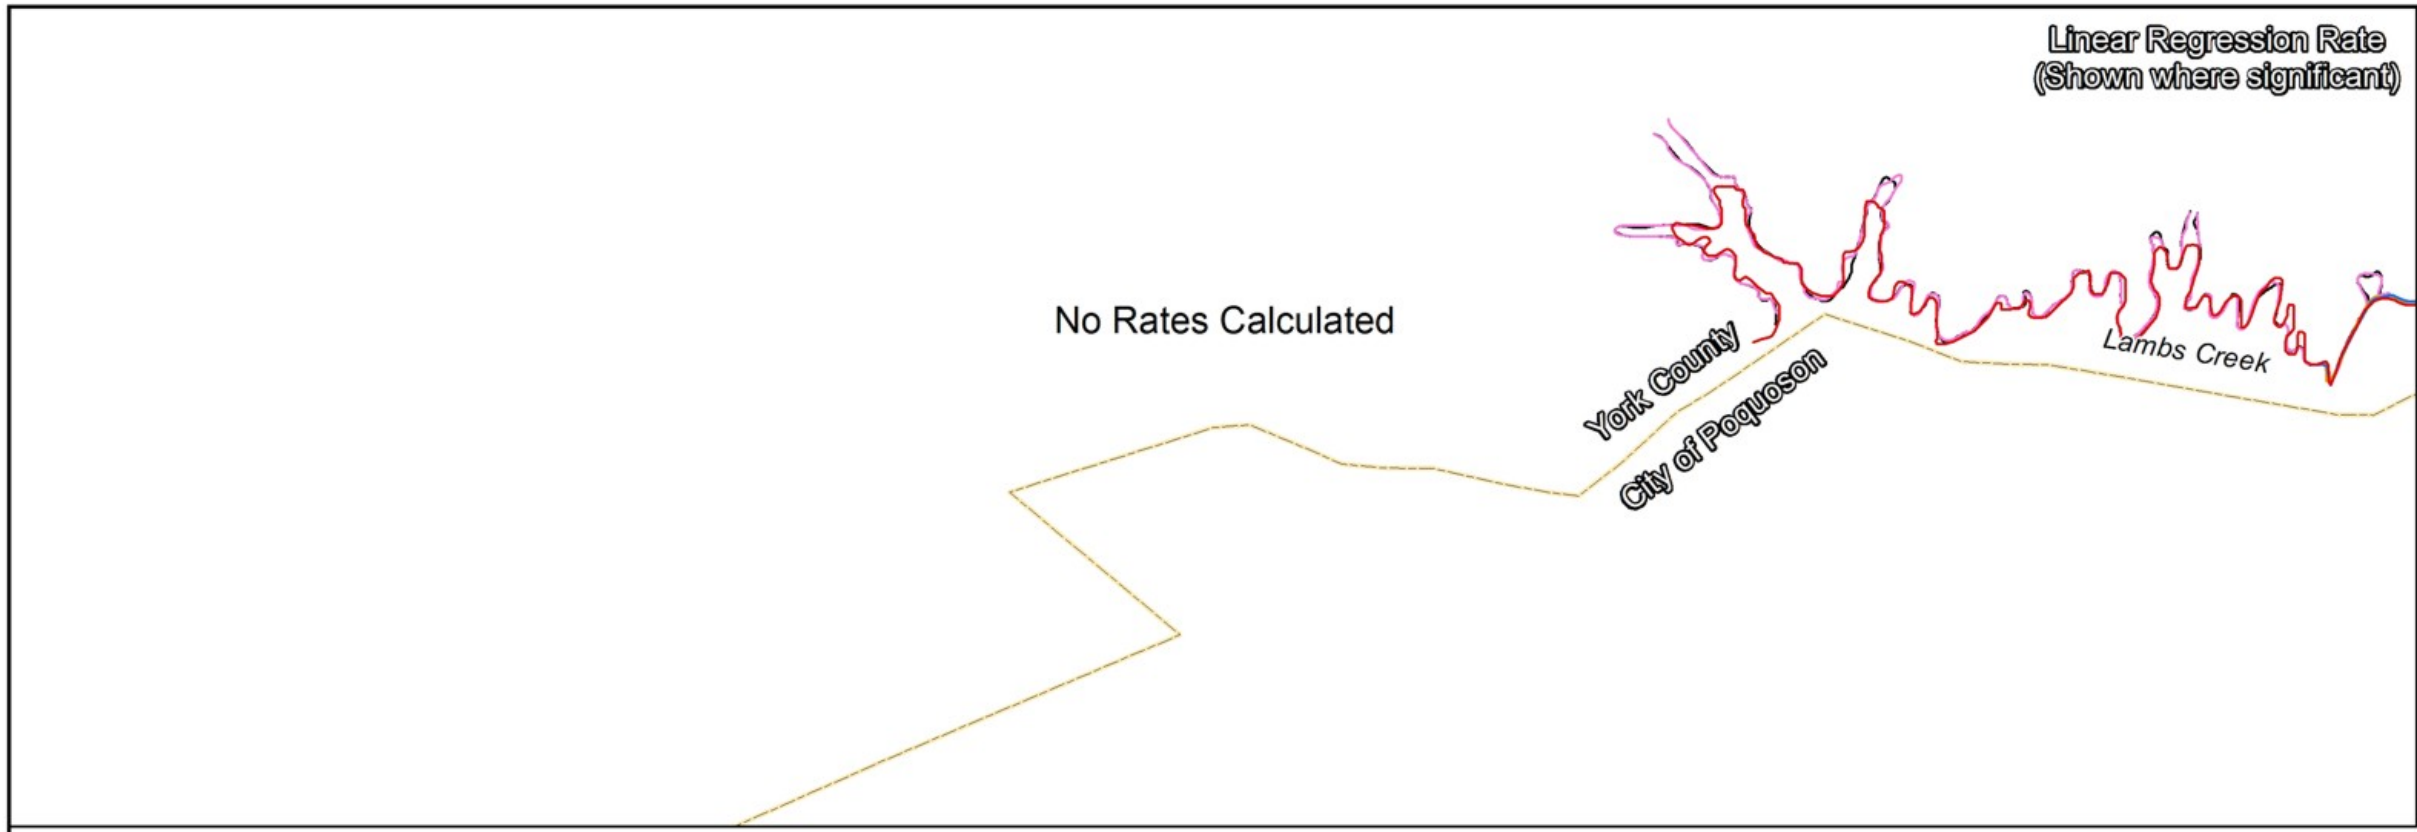 Linear Regression Rate
(Shown where significant)
No Rates Calculated
York County
City of Poquoson
Lambs Creek